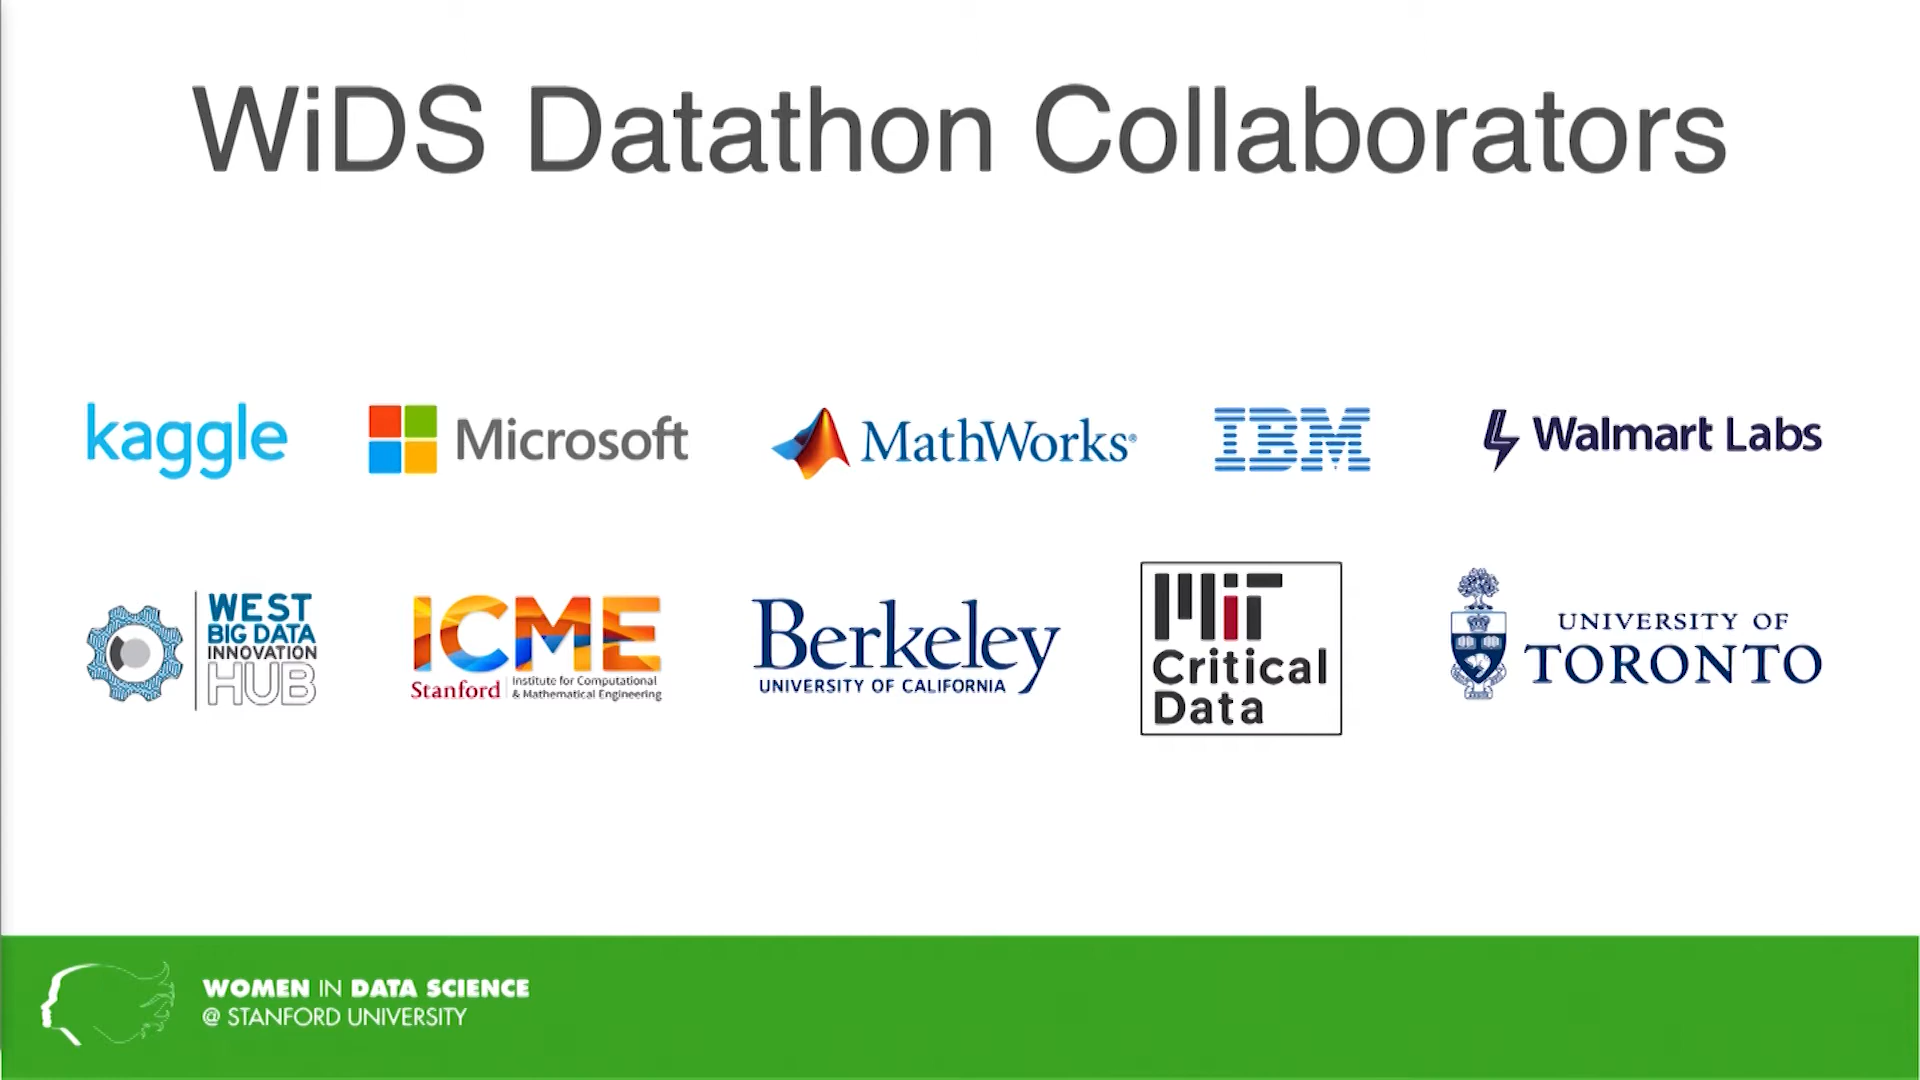 WiDS Datathon Collaborators
kaggle
Microsoft
MathWorks®
IBM
Walmart Labs
WEST
BIG DATA
INNOVATION
HUB
ICME
Stanford
Institute for Computational
& Mathematical Engineering
Berkeley
UNIVERSITY OF CALIFORNIA
MIT
Critical
Data
UNIVERSITY OF
TORONTO
WOMEN IN DATA SCIENCE
@ STANFORD UNIVERSITY